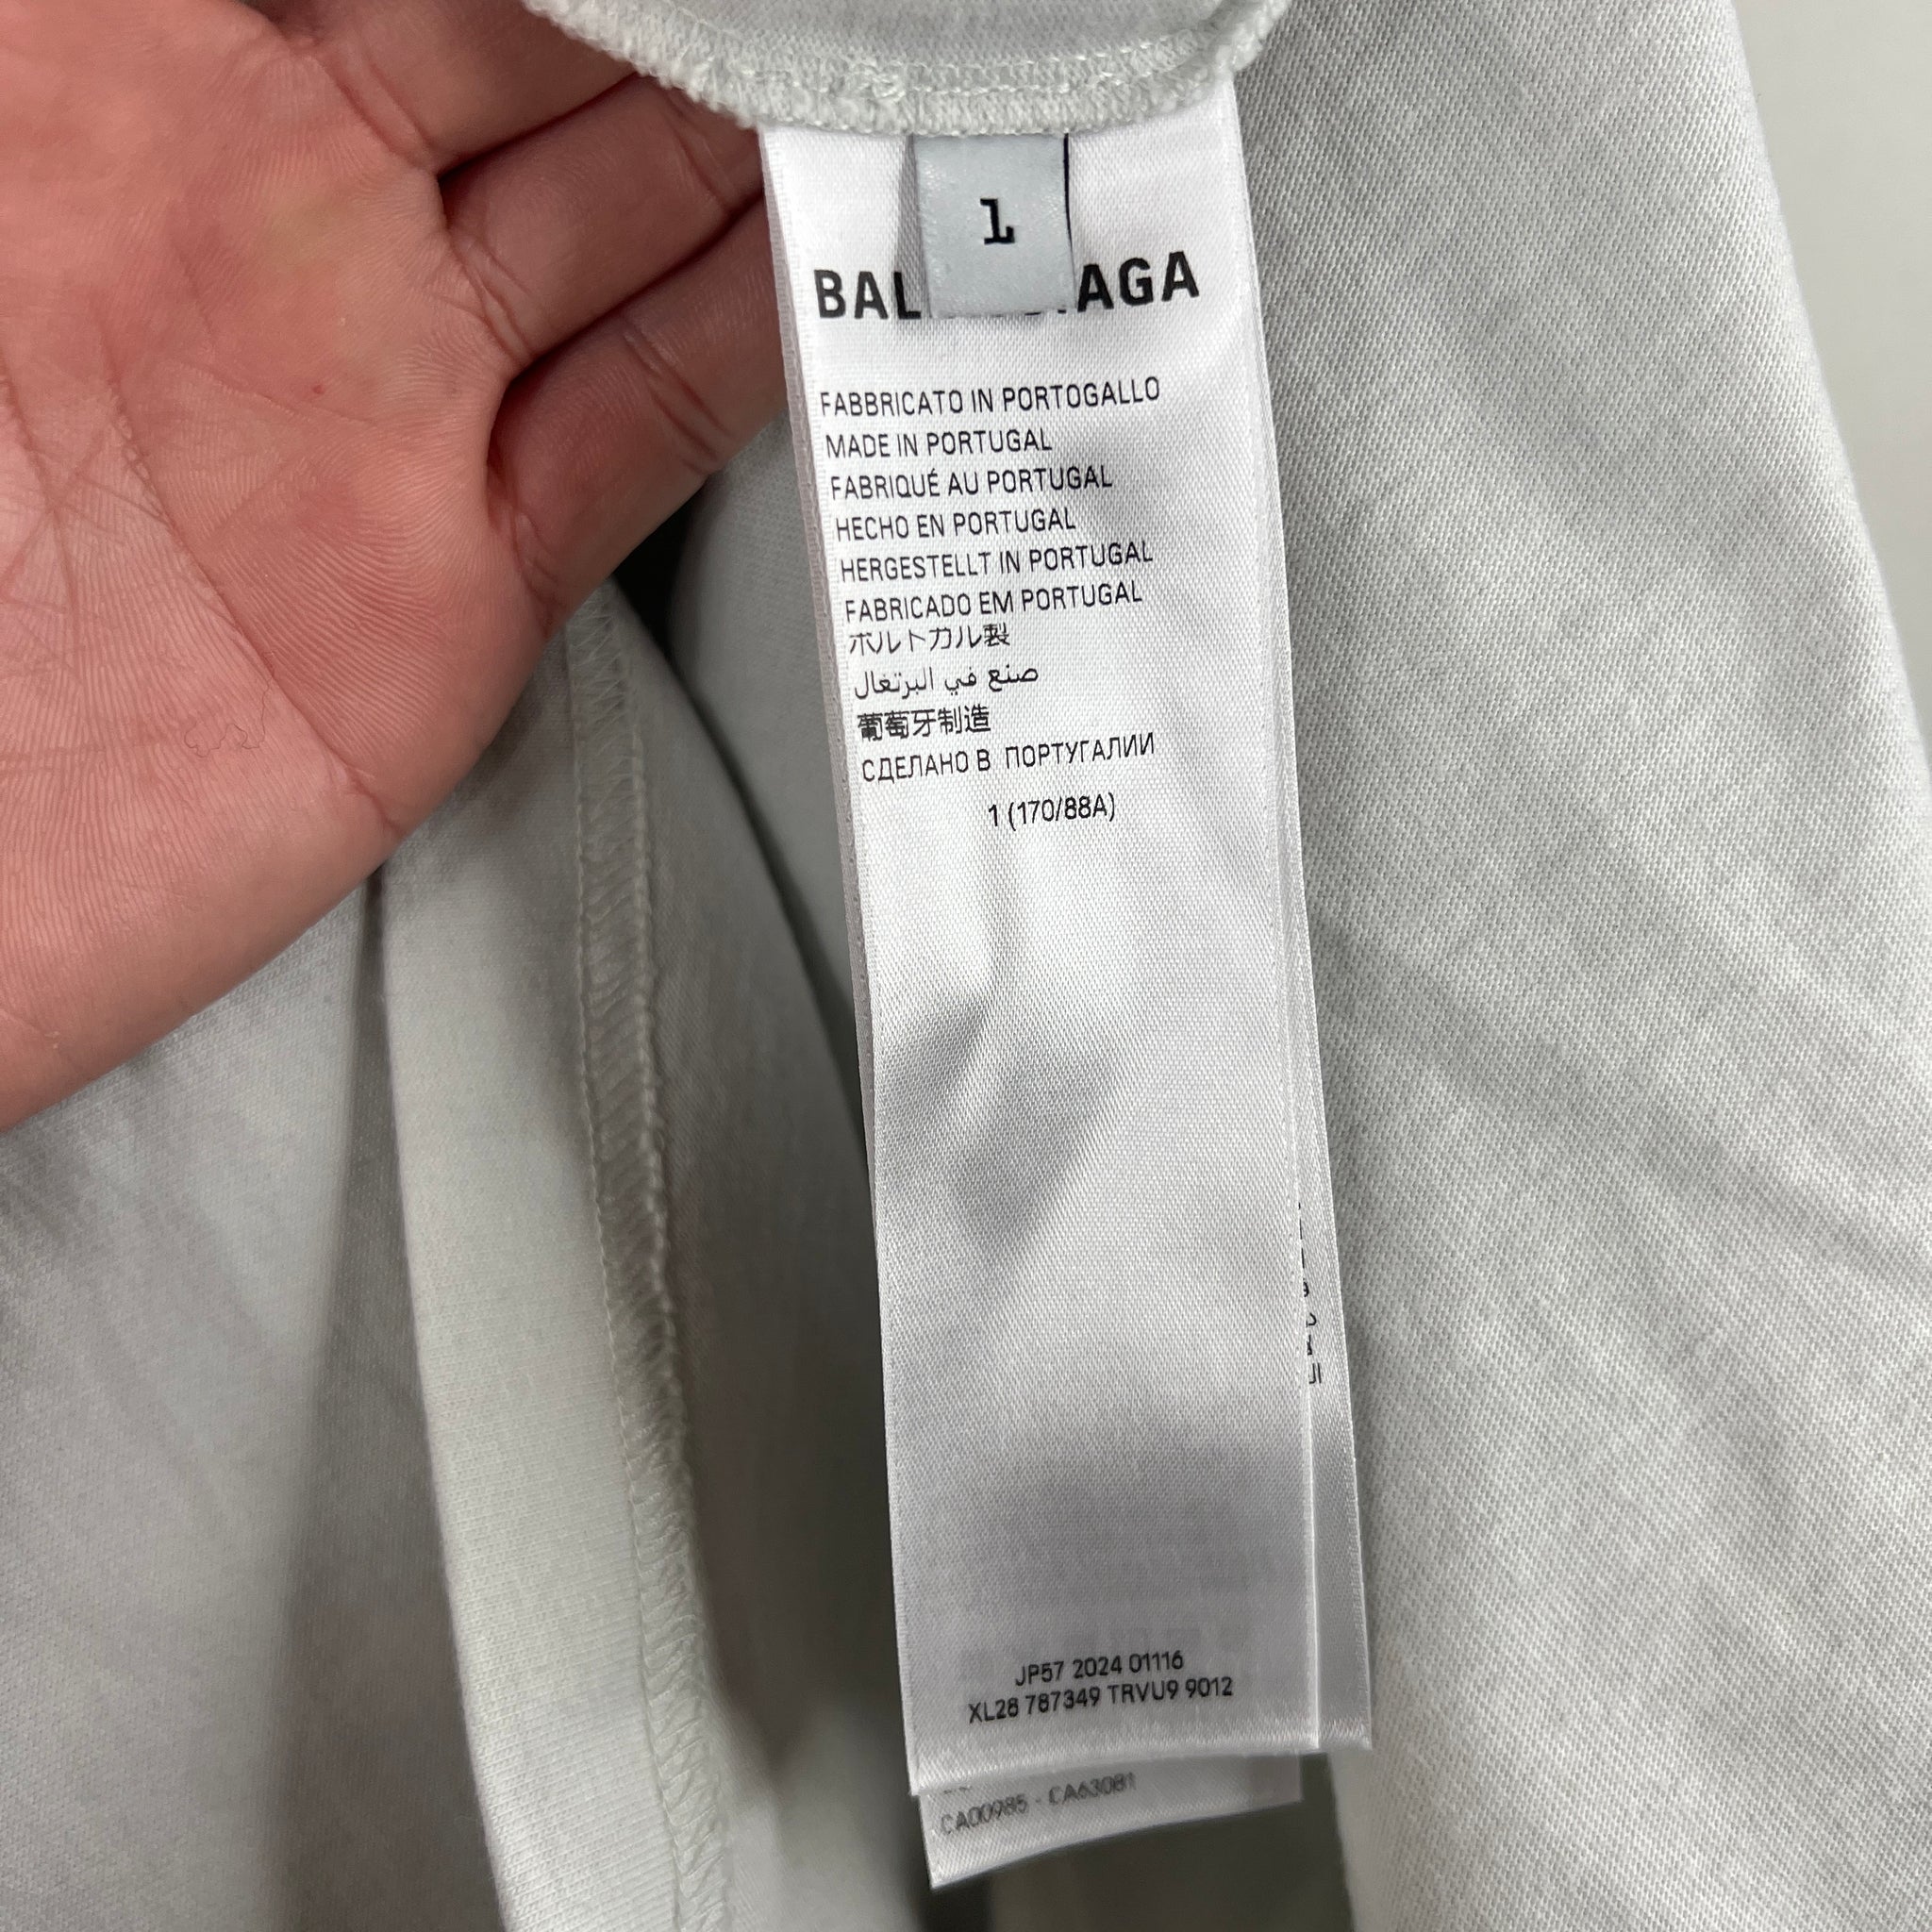 1
FABBRICATO IN PORTOGALLO
MADE IN PORTUGAL
FABRIQUÉ AU PORTUGAL
HECHO EN PORTUGAL
HERGESTELLT IN PORTUGAL
FABRICADO EM PORTUGAL
ポルトガル製
صنع في البرتغال
葡萄牙制造
СДЕЛАНО В ПОРТУГАЛИИ
1 (170/88A)
JP57 2024 01116
XL28 787349 TRVU9 9012
CA00985 - CA63081